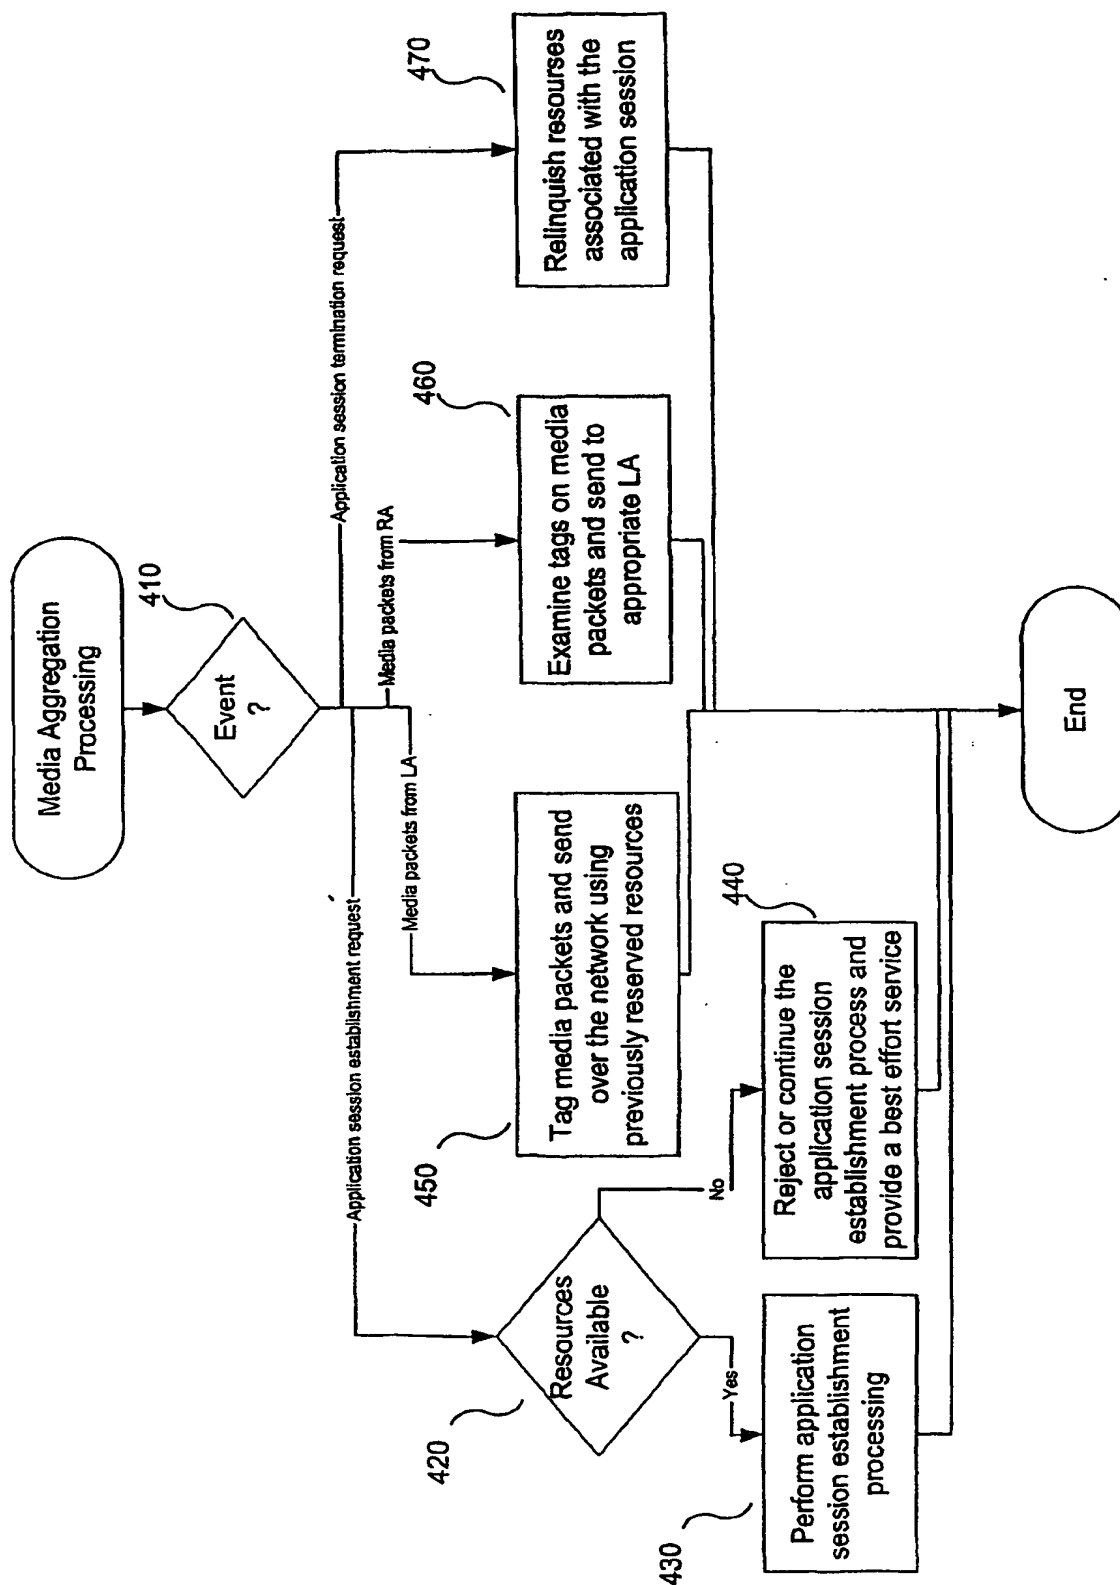 Media Aggregation
Processing
410
Event
?
Application session establishment request
Media packets from LA
Media packets from RA
Application session termination request
420
Resources
Available
?
Yes
No
430
Perform application
session establishment
processing
440
Reject or continue the
application session
establishment process and
provide a best effort service
450
Tag media packets and send
over the network using
previously reserved resources
460
Examine tags on media
packets and send to
appropriate LA
470
Relinquish resourses
associated with the
application session
End